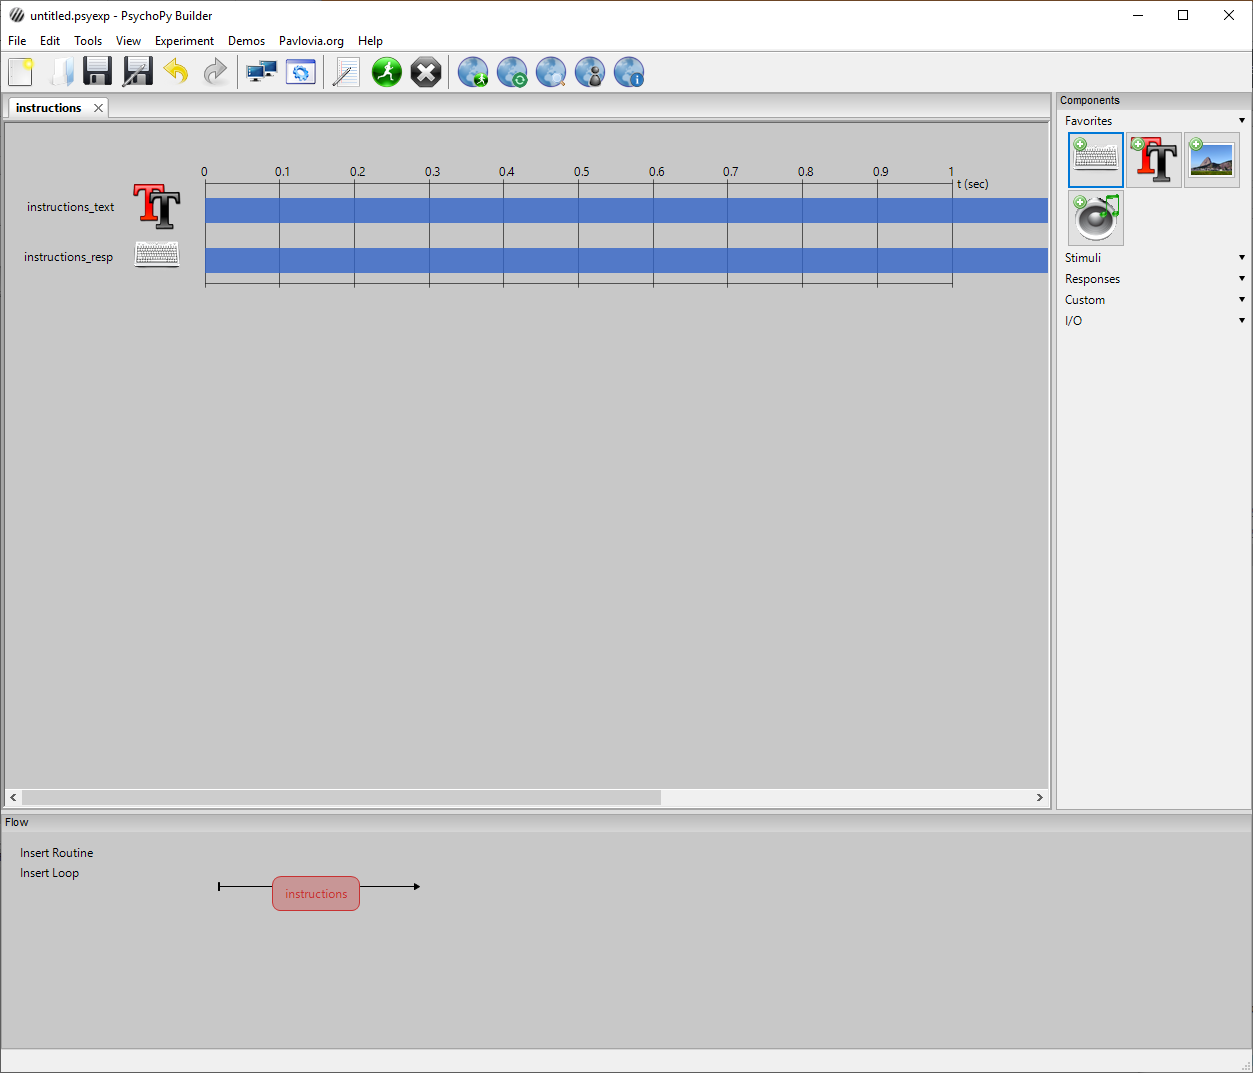 untitled.psyexp - PsychoPy Builder
File Edit Tools View Experiment Demos Pavlovia.org Help
instructions
Components
Favorites
0 0.1 0.2 0.3 0.4 0.5 0.6 0.7 0.8 0.9 1
t (sec)
instructions_text
instructions_resp
Stimuli
Responses
Custom
I/O
Flow
Insert Routine
Insert Loop
instructions